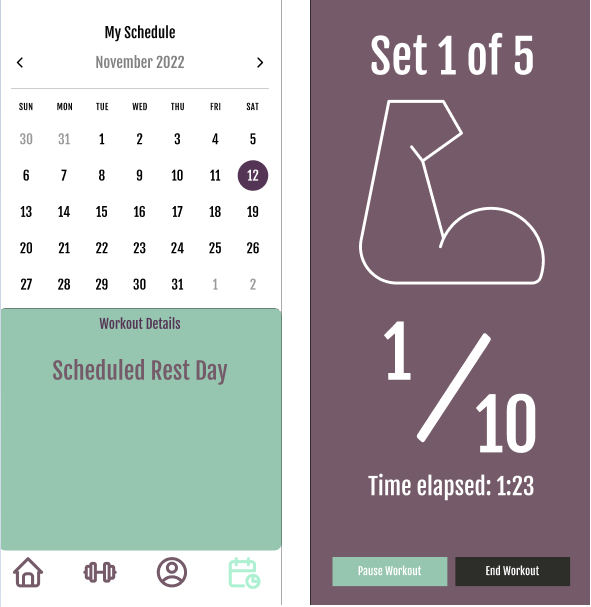 My Schedule
November 2022
SUN MON TUE WED THU FRI SAT
30 31 1 2 3 4 5
6 7 8 9 10 11 12
13 14 15 16 17 18 19
20 21 22 23 24 25 26
27 28 29 30 31 1 2
Workout Details
Scheduled Rest Day
Set 1 of 5
1/10
Time elapsed: 1:23
Pause Workout
End Workout